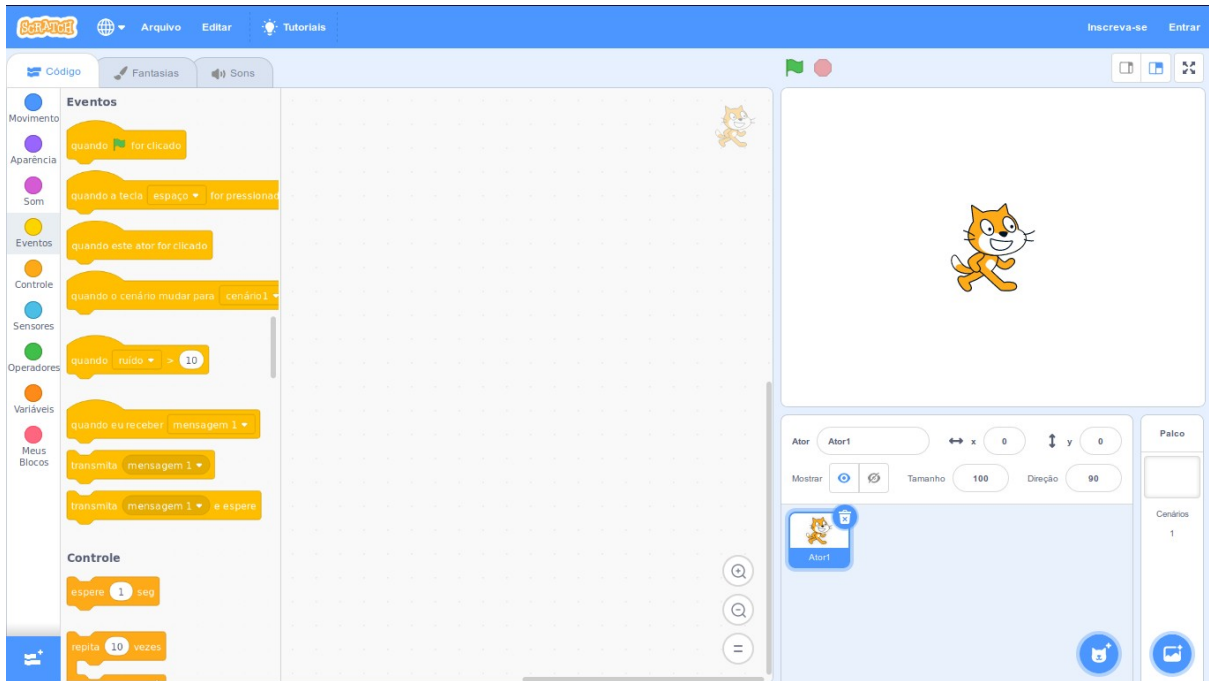 SCRATCH Arquivo Editar Tutoriais Inscreva-se Entrar
Código Fantasias Sons
Movimento
Aparência
Som
Eventos
Controle
Sensores
Operadores
Variáveis
Meus
Blocos
Eventos
quando for clicado
quando a tecla espaço for pressionad
quando este ator for clicado
quando o cenário mudar para cenário1
quando ruído > 10
quando eu receber mensagem 1
transmita mensagem 1
transmita mensagem 1 e espere
Controle
espere 1 seg
repita 10 vezes
Ator Ator1 x 0 y 0
Mostrar Tamanho 100 Direção 90
Ator1
Palco
Cenários
1